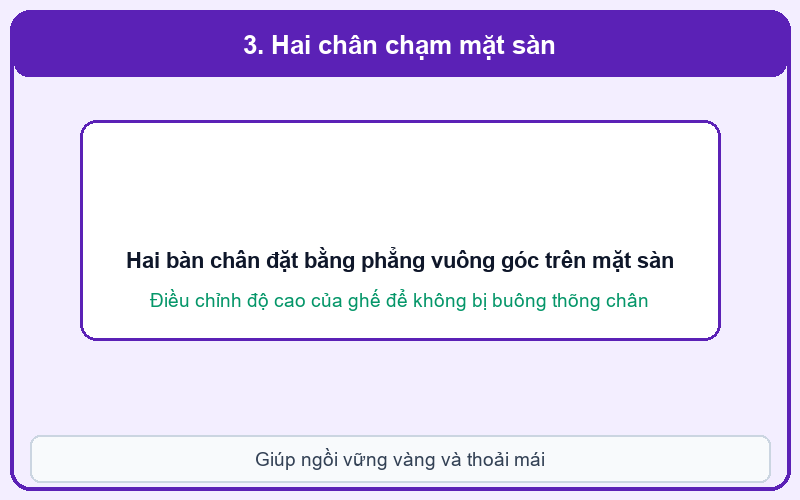 3. Hai chân chạm mặt sàn
Hai bàn chân đặt bằng phẳng vuông góc trên mặt sàn
Điều chỉnh độ cao của ghế để không bị buông thõng chân
Giúp ngồi vững vàng và thoải mái